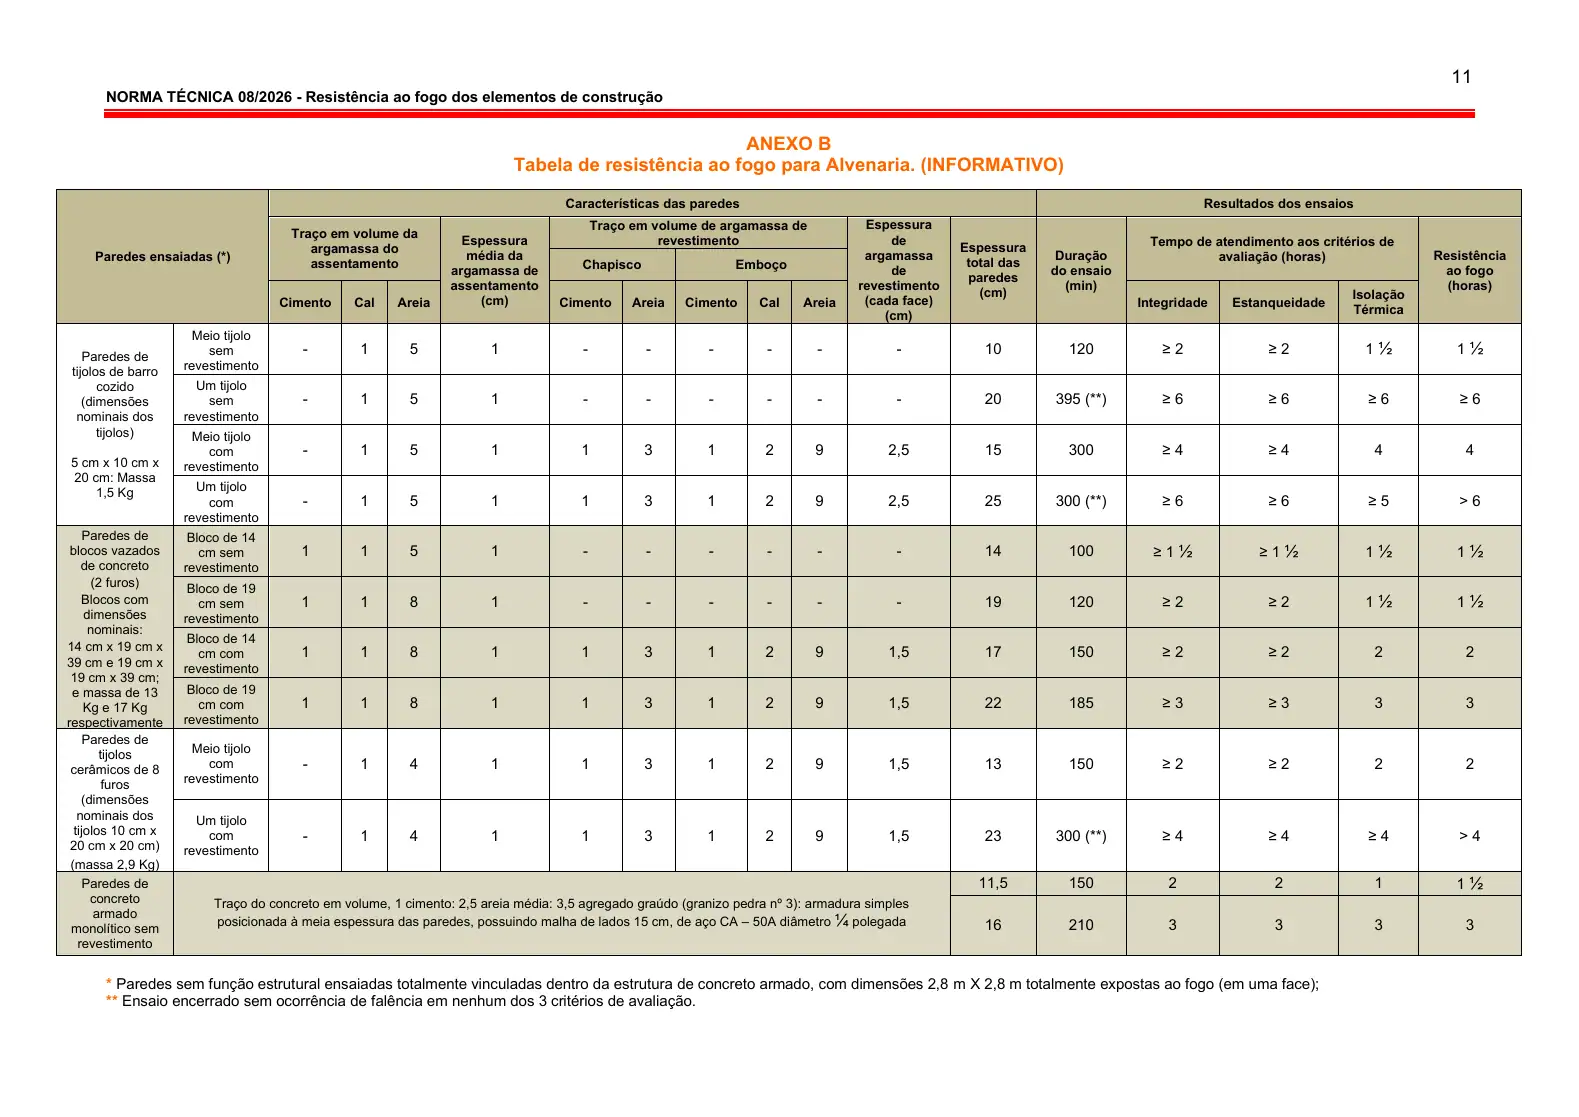 11
NORMA TÉCNICA 08/2026 - Resistência ao fogo dos elementos de construção
ANEXO B
Tabela de resistência ao fogo para Alvenaria. (INFORMATIVO)
Paredes ensaiadas (*)
Características das paredes
Resultados dos ensaios
Traço em volume da
argamassa do
assentamento
Espessura
média da
argamassa de
assentamento
(cm)
Traço em volume de argamassa de
revestimento
Espessura
de
argamassa
de
revestimento
(cada face)
(cm)
Espessura
total das
paredes
(cm)
Duração
do ensaio
(min)
Tempo de atendimento aos critérios de
avaliação (horas)
Resistência
ao fogo
(horas)
Chapisco
Emboço
Cimento Cal Areia
Cimento Areia Cimento Cal Areia
Integridade Estanqueidade
Isolação
Térmica
Paredes de
tijolos de barro
cozido
(dimensões
nominais dos
tijolos)
5 cm x 10 cm x
20 cm: Massa
1,5 Kg
Meio tijolo
sem
revestimento
- 1 5 1 - - - - - - 10 120 ≥ 2 ≥ 2 1 ½ 1 ½
Um tijolo
sem
revestimento
- 1 5 1 - - - - - - 20 395 (**) ≥ 6 ≥ 6 ≥ 6 ≥ 6
Meio tijolo
com
revestimento
- 1 5 1 1 3 1 2 9 2,5 15 300 ≥ 4 ≥ 4 4 4
Um tijolo
com
revestimento
- 1 5 1 1 3 1 2 9 2,5 25 300 (**) ≥ 6 ≥ 6 ≥ 5 > 6
Paredes de
blocos vazados
de concreto
(2 furos)
Blocos com
dimensões
nominais:
14 cm x 19 cm x
39 cm e 19 cm x
19 cm x 39 cm;
e massa de 13
Kg e 17 Kg
respectivamente
Bloco de 14
cm sem
revestimento
1 1 5 1 - - - - - - 14 100 ≥ 1 ½ ≥ 1 ½ 1 ½ 1 ½
Bloco de 19
cm sem
revestimento
1 1 8 1 - - - - - - 19 120 ≥ 2 ≥ 2 1 ½ 1 ½
Bloco de 14
cm com
revestimento
1 1 8 1 1 3 1 2 9 1,5 17 150 ≥ 2 ≥ 2 2 2
Bloco de 19
cm com
revestimento
1 1 8 1 1 3 1 2 9 1,5 22 185 ≥ 3 ≥ 3 3 3
Paredes de
tijolos
cerâmicos de 8
furos
(dimensões
nominais dos
tijolos 10 cm x
20 cm x 20 cm)
(massa 2,9 Kg)
Meio tijolo
com
revestimento
- 1 4 1 1 3 1 2 9 1,5 13 150 ≥ 2 ≥ 2 2 2
Um tijolo
com
revestimento
- 1 4 1 1 3 1 2 9 1,5 23 300 (**) ≥ 4 ≥ 4 ≥ 4 > 4
Paredes de
concreto
armado
monolítico sem
revestimento
Traço do concreto em volume, 1 cimento: 2,5 areia média: 3,5 agregado graúdo (granizo pedra nº 3): armadura simples
posicionada à meia espessura das paredes, possuindo malha de lados 15 cm, de aço CA – 50A diâmetro ¼ polegada
11,5 150 2 2 1 1 ½
16 210 3 3 3 3
* Paredes sem função estrutural ensaiadas totalmente vinculadas dentro da estrutura de concreto armado, com dimensões 2,8 m X 2,8 m totalmente expostas ao fogo (em uma face);
** Ensaio encerrado sem ocorrência de falência em nenhum dos 3 critérios de avaliação.